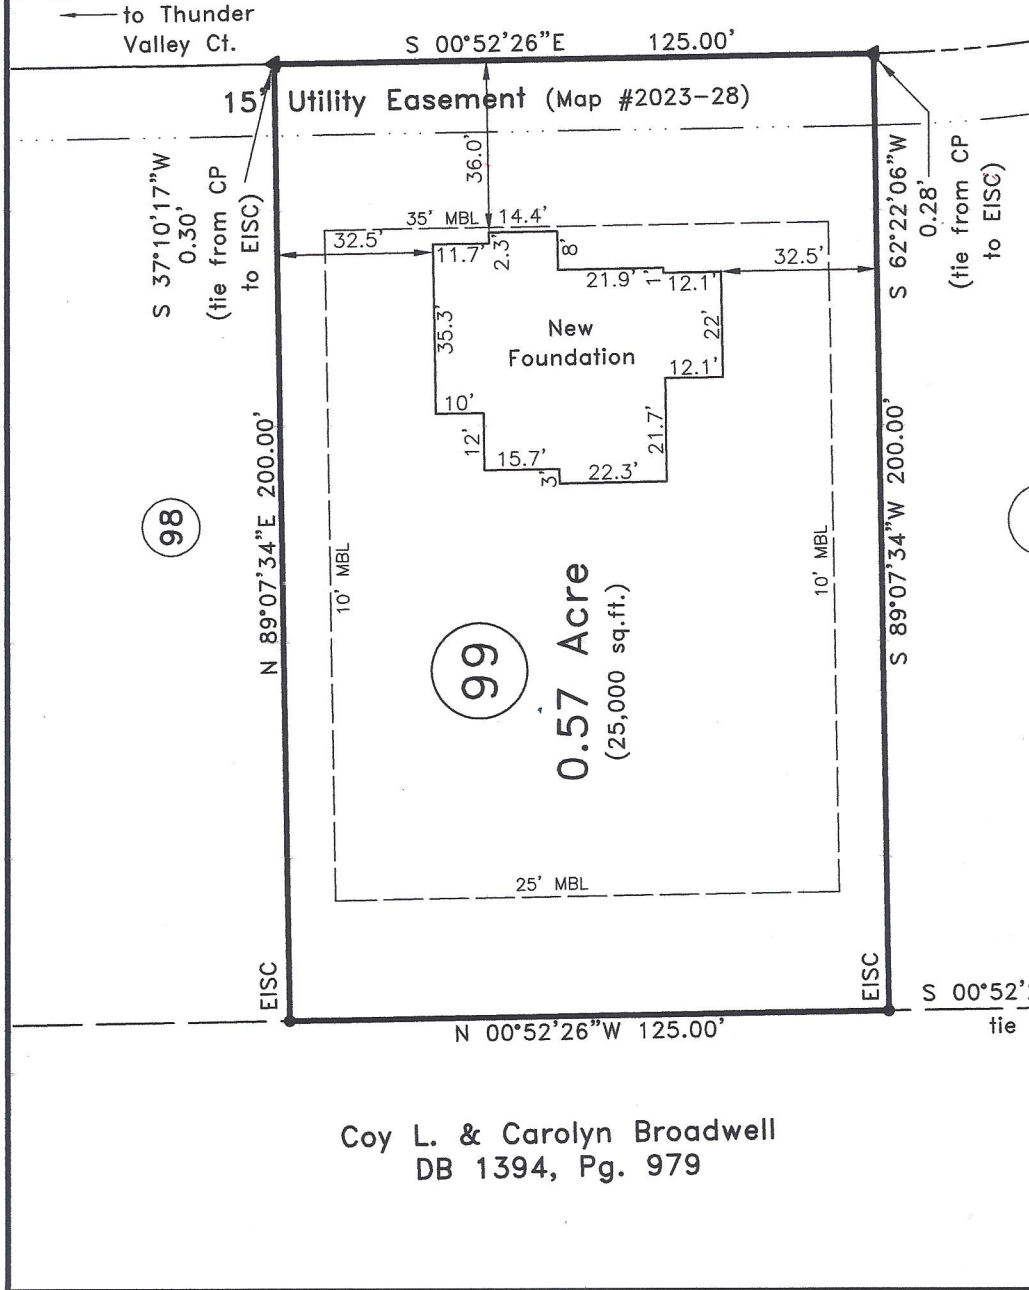 to Thunder
Valley Ct.
S 00°52'26"E 125.00'
15' Utility Easement (Map #2023-28)
S 37°10'17"W
0.30'
(tie from CP
to EISC)
36.0'
S 62°22'06"W
0.28'
(tie from CP
to EISC)
35' MBL
14.4'
32.5'
11.7'
2.3'
8'
21.9'
1'
12.1'
32.5'
35.3'
New
Foundation
22'
12.1'
10'
12'
21.7'
15.7'
3'
22.3'
N 89°07'34"E 200.00'
S 89°07'34"W 200.00'
98
10' MBL
10' MBL
99
0.57 Acre
(25,000 sq.ft.)
25' MBL
EISC
EISC
S 00°52'
tie
N 00°52'26"W 125.00'
Coy L. & Carolyn Broadwell
DB 1394, Pg. 979